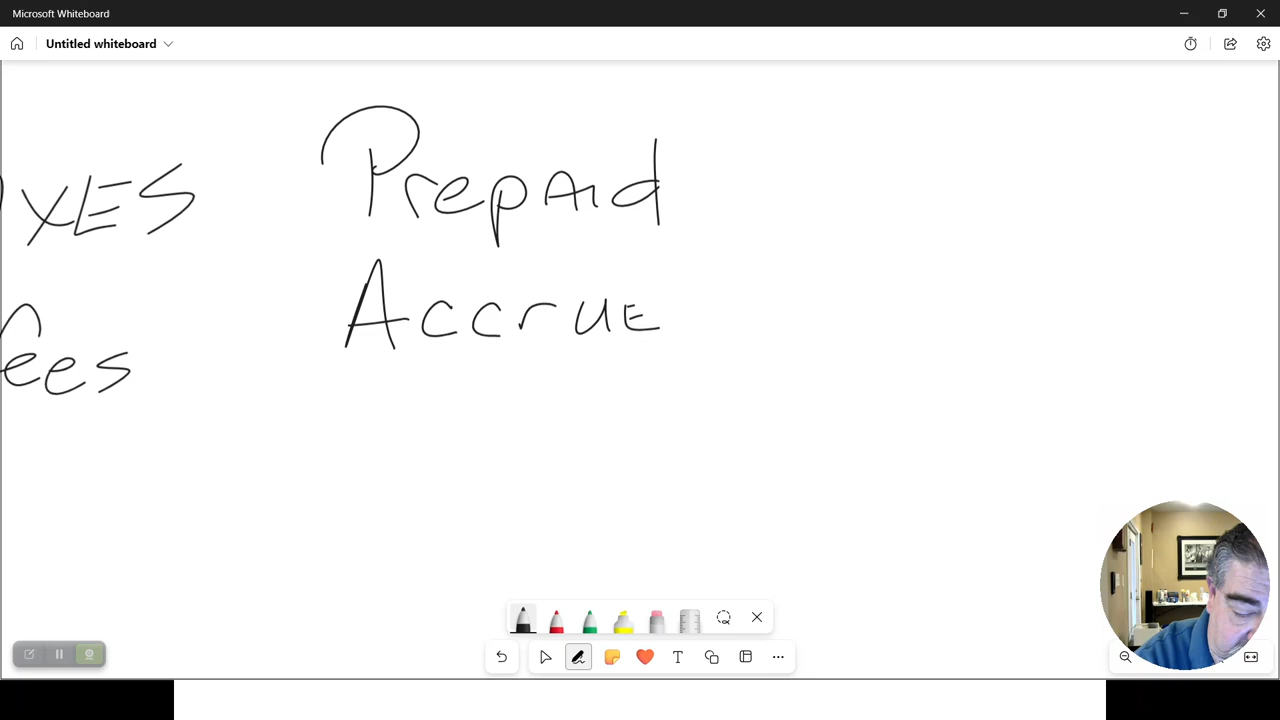 Microsoft Whiteboard
Untitled whiteboard
XES Prepaid
Accrue
ees